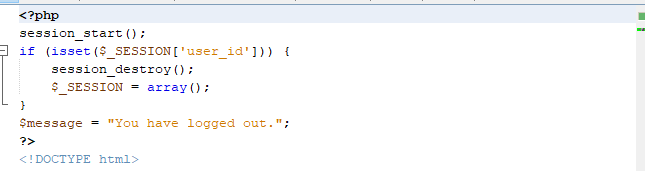 <?php
session_start();
if (isset($_SESSION['user_id'])) {
    session_destroy();
    $_SESSION = array();
}
$message = "You have logged out.";
?>
<!DOCTYPE html>